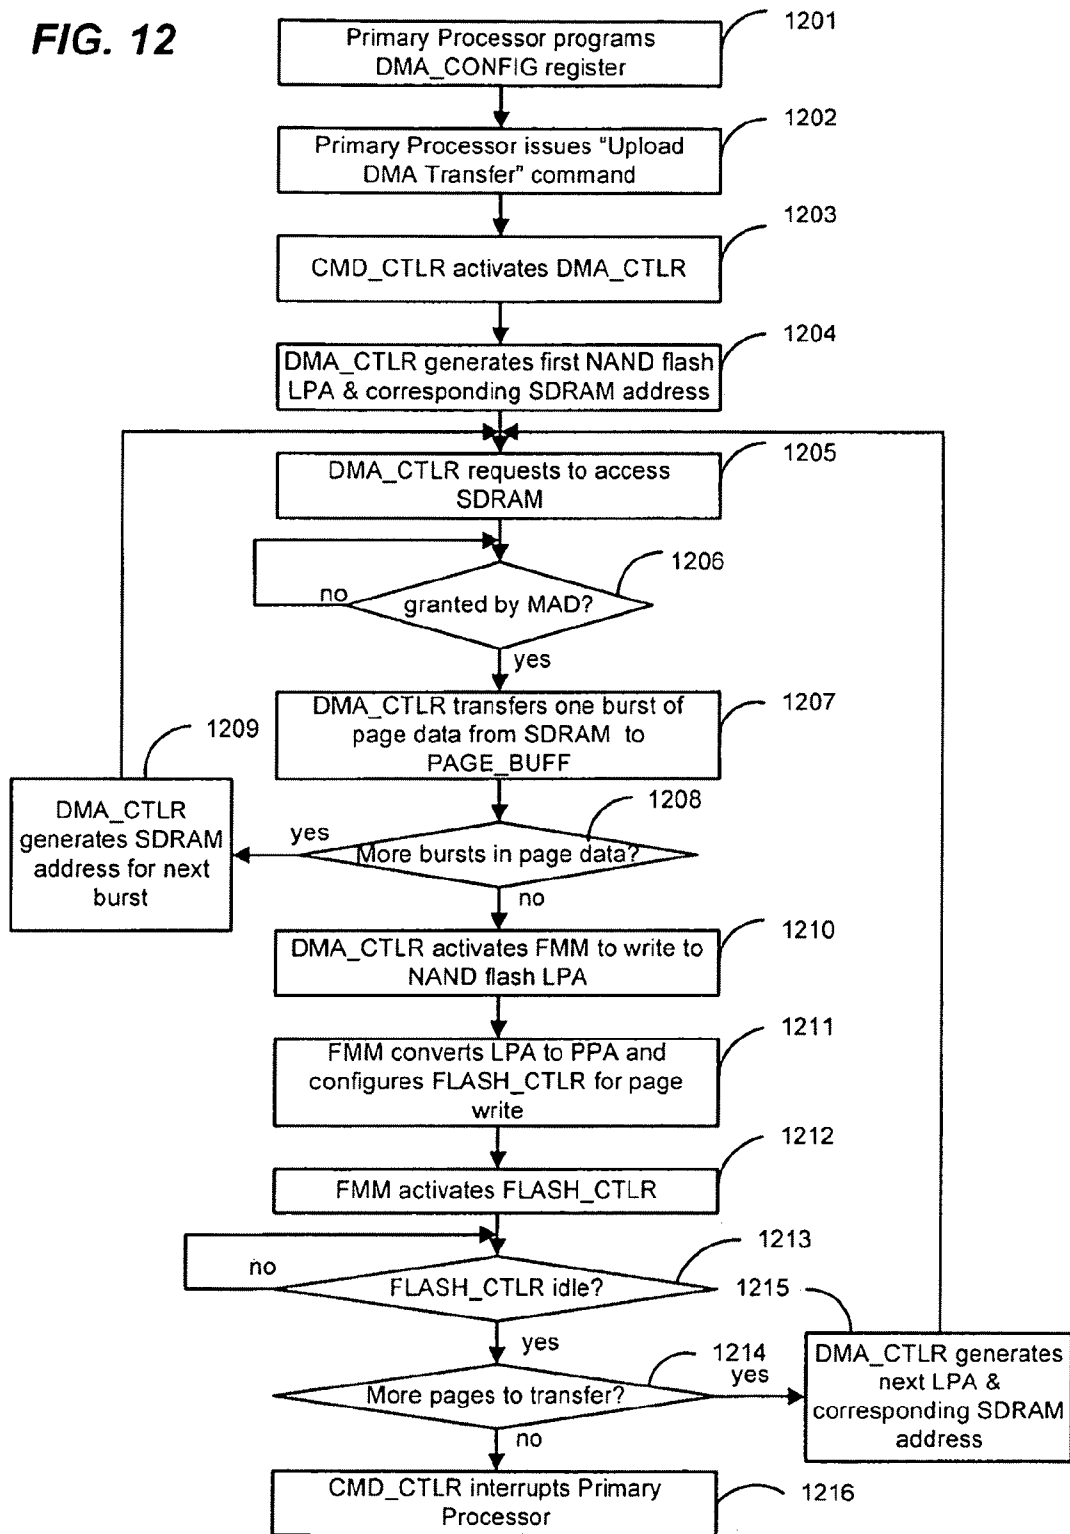 FIG. 12
1201
Primary Processor programs
DMA_CONFIG register
1202
Primary Processor issues "Upload
DMA Transfer" command
1203
CMD_CTLR activates DMA_CTLR
1204
DMA_CTLR generates first NAND flash
LPA & corresponding SDRAM address
1205
DMA_CTLR requests to access
SDRAM
1206
no
granted by MAD?
yes
1207
DMA_CTLR transfers one burst of
page data from SDRAM to
PAGE_BUFF
1209
DMA_CTLR
generates SDRAM
address for next
burst
1208
yes
More bursts in page data?
no
1210
DMA_CTLR activates FMM to write to
NAND flash LPA
1211
FMM converts LPA to PPA and
configures FLASH_CTLR for page
write
1212
FMM activates FLASH_CTLR
1213
no
FLASH_CTLR idle?
yes
1215
DMA_CTLR generates
next LPA &
corresponding SDRAM
address
1214
More pages to transfer?
yes
no
CMD_CTLR interrupts Primary
Processor
1216